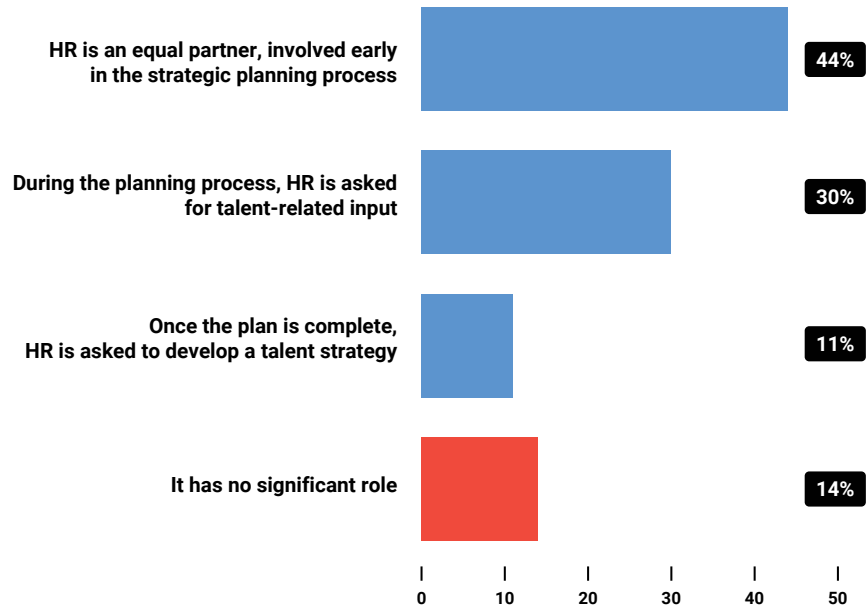 HR is an equal partner, involved early
in the strategic planning process
44%
During the planning process, HR is asked
for talent-related input
30%
Once the plan is complete,
HR is asked to develop a talent strategy
11%
It has no significant role
14%
0 10 20 30 40 50